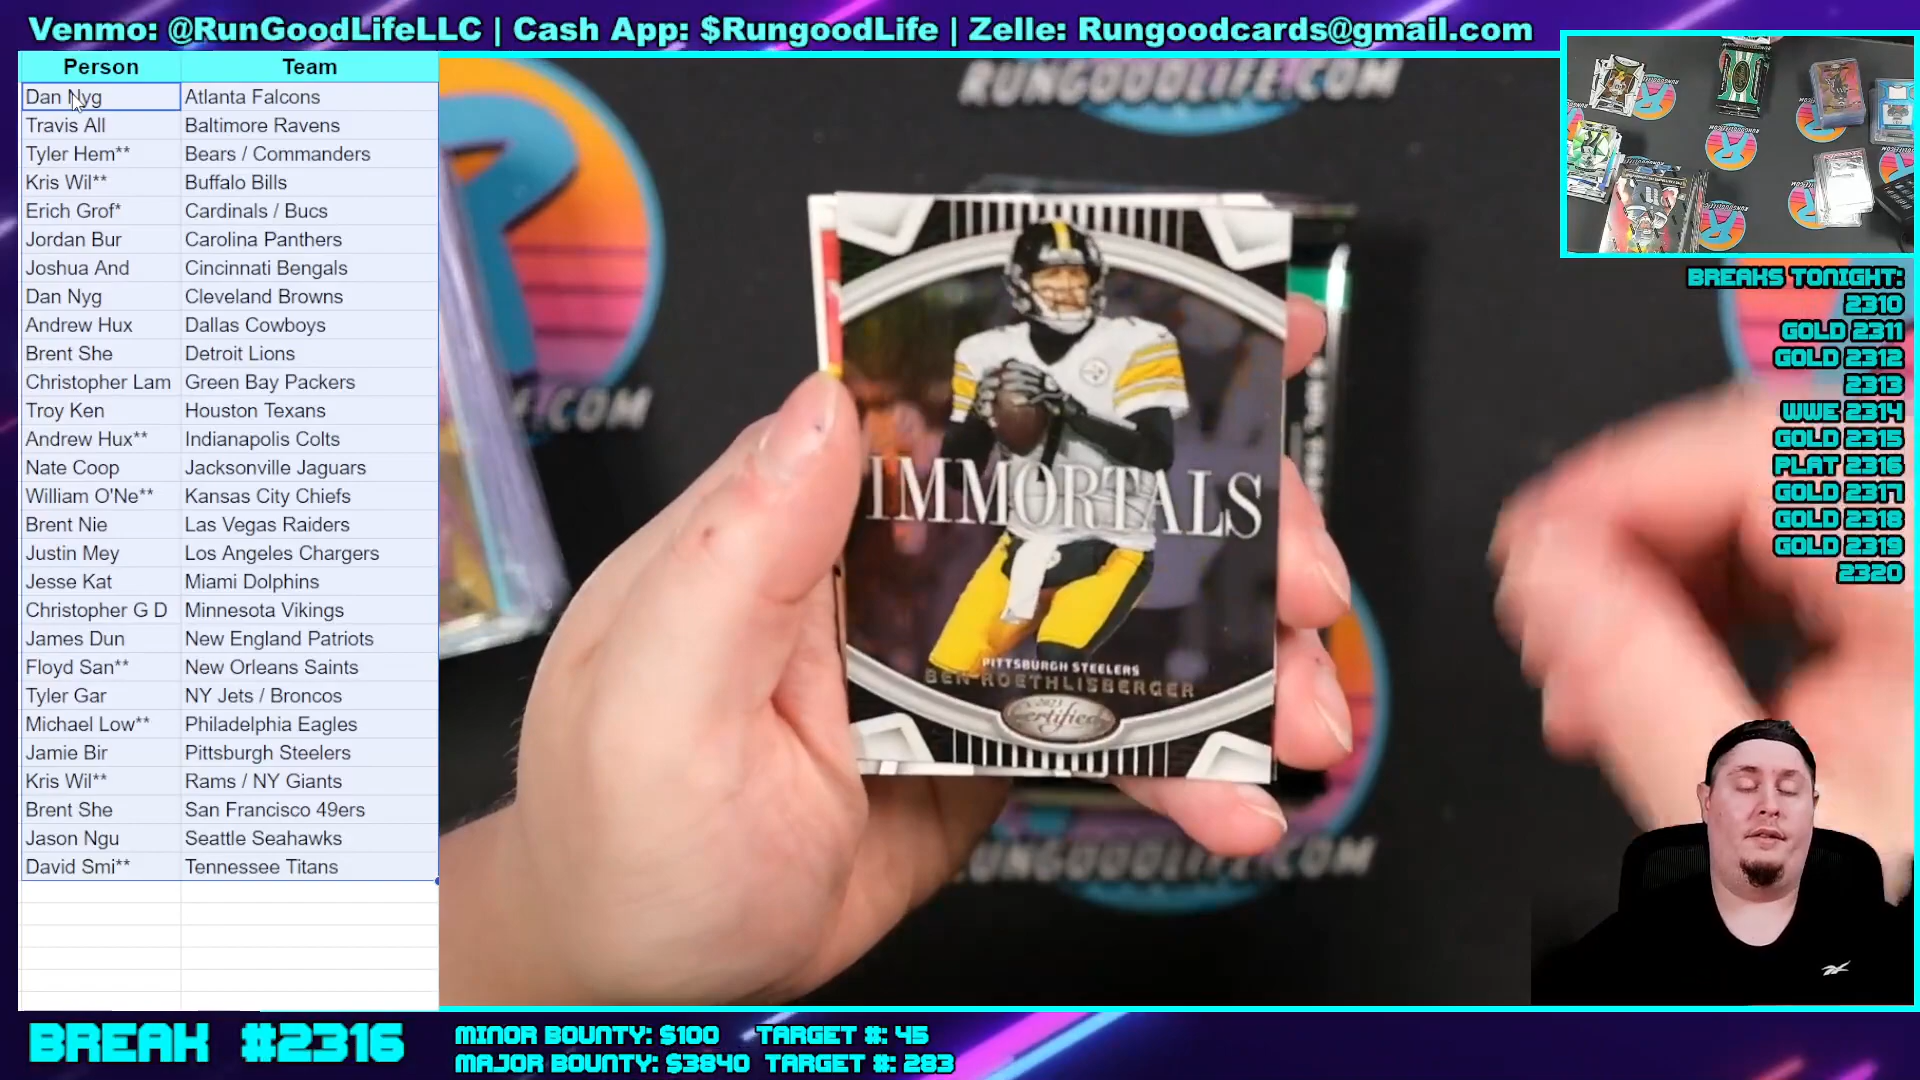 Venmo: @RunGoodLifeLLC | Cash App: $RungoodLife | Zelle: Rungoodcards@gmail.com
Person Team
Dan Nyg Atlanta Falcons
Travis All Baltimore Ravens
Tyler Hem** Bears / Commanders
Kris Wil** Buffalo Bills
Erich Grof* Cardinals / Bucs
Jordan Bur Carolina Panthers
Joshua And Cincinnati Bengals
Dan Nyg Cleveland Browns
Andrew Hux Dallas Cowboys
Brent She Detroit Lions
Christopher Lam Green Bay Packers
Troy Ken Houston Texans
Andrew Hux** Indianapolis Colts
Nate Coop Jacksonville Jaguars
William O'Ne** Kansas City Chiefs
Brent Nie Las Vegas Raiders
Justin Mey Los Angeles Chargers
Jesse Kat Miami Dolphins
Christopher G D Minnesota Vikings
James Dun New England Patriots
Floyd San** New Orleans Saints
Tyler Gar NY Jets / Broncos
Michael Low** Philadelphia Eagles
Jamie Bir Pittsburgh Steelers
Kris Wil** Rams / NY Giants
Brent She San Francisco 49ers
Jason Ngu Seattle Seahawks
David Smi** Tennessee Titans
RUNGOODLIFE.COM
E.COM
IMMORTALS
PITTSBURGH STEELERS
BEN ROETHLISBERGER
Certified
UNGOODLIFE.COM
BREAKS TONIGHT:
2310
GOLD 2311
GOLD 2312
2313
WWE 2314
GOLD 2315
PLAT 2316
GOLD 2317
GOLD 2318
GOLD 2319
2320
BREAK #2316
MINOR BOUNTY: $100 TARGET #: 45
MAJOR BOUNTY: $3840 TARGET #: 283